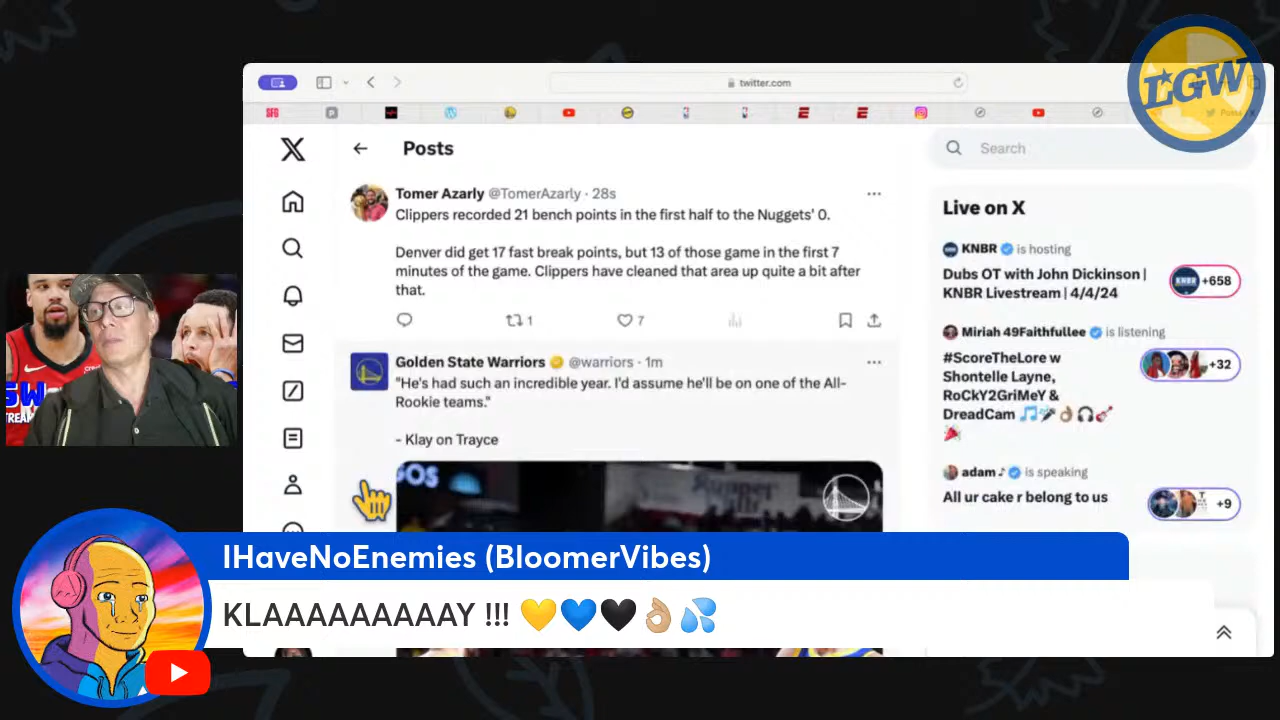 twitter.com
LGW
Posts
Search
Tomer Azarly @TomerAzarly · 28s
Clippers recorded 21 bench points in the first half to the Nuggets' 0.
Denver did get 17 fast break points, but 13 of those game in the first 7
minutes of the game. Clippers have cleaned that area up quite a bit after
that.
1
7
Golden State Warriors @warriors · 1m
"He's had such an incredible year. I'd assume he'll be on one of the All-
Rookie teams."
- Klay on Trayce
Live on X
KNBR is hosting
Dubs OT with John Dickinson |
KNBR Livestream | 4/4/24
KNBR
+658
Miriah 49Faithfullee is listening
#ScoreTheLore w
Shontelle Layne,
RoCkY2GriMeY &
DreadCam 🎵🎤👌🏽🎧🎸
🎉
+32
adam ♪ is speaking
All ur cake r belong to us
+9
IHaveNoEnemies (BloomerVibes)
KLAAAAAAAAAY !!! 💛💙🖤👌🏼💦